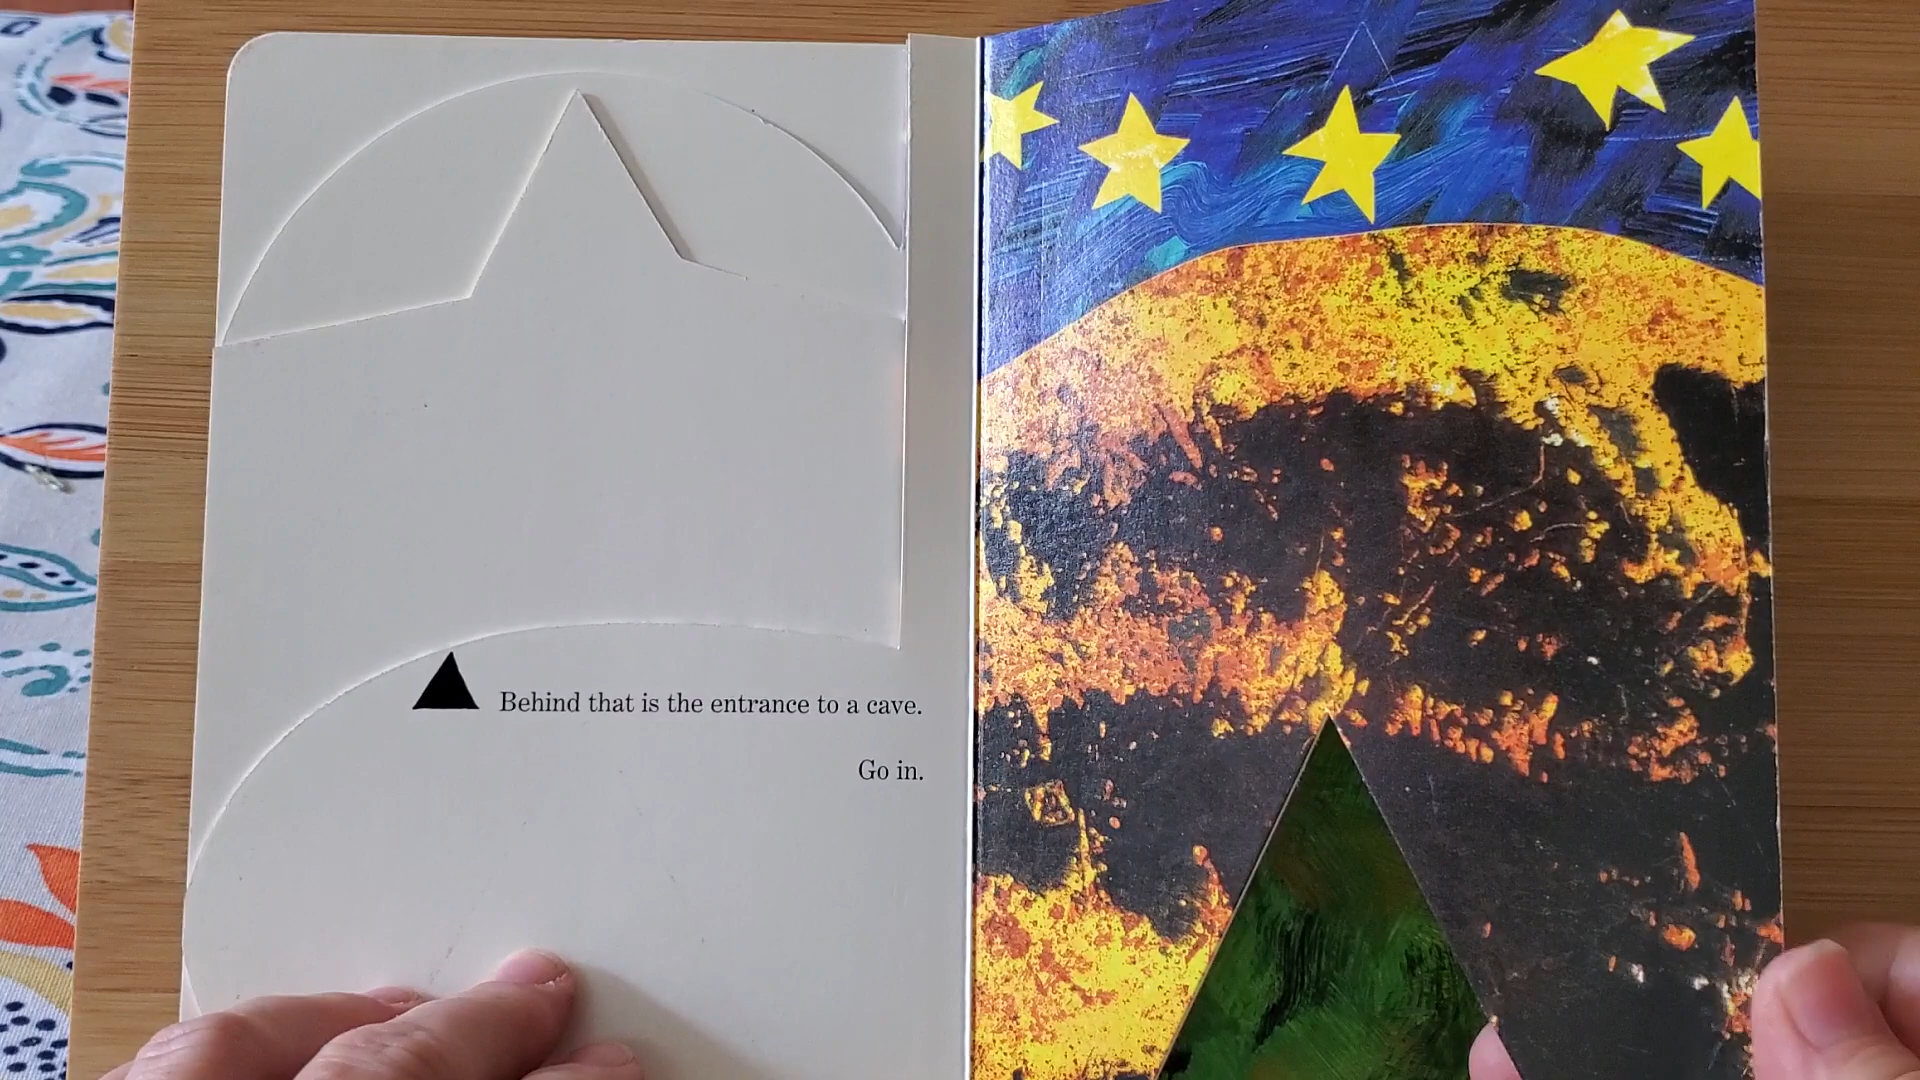 Behind that is the entrance to a cave.
Go in.